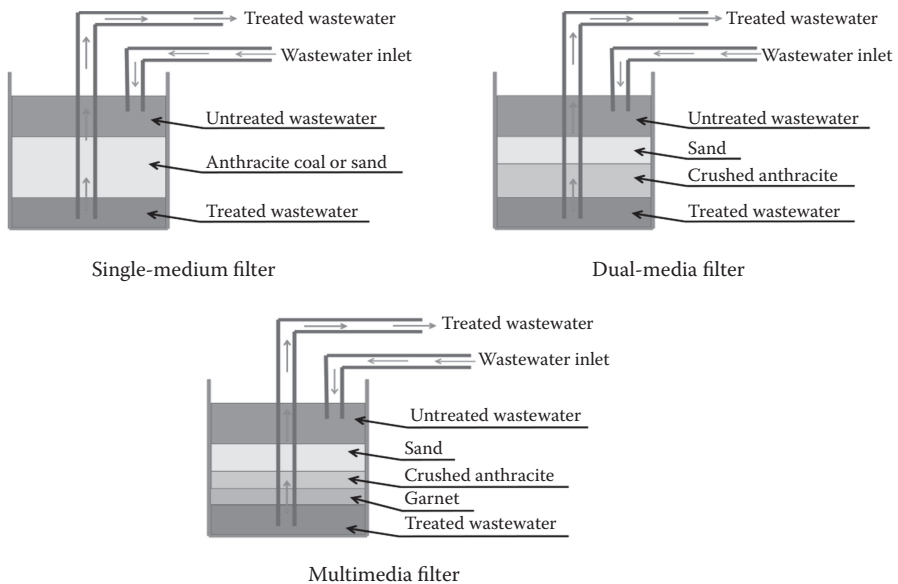 Treated wastewater
Wastewater inlet
Untreated wastewater
Anthracite coal or sand
Treated wastewater
Single-medium filter
Treated wastewater
Wastewater inlet
Untreated wastewater
Sand
Crushed anthracite
Treated wastewater
Dual-media filter
Treated wastewater
Wastewater inlet
Untreated wastewater
Sand
Crushed anthracite
Garnet
Treated wastewater
Multimedia filter